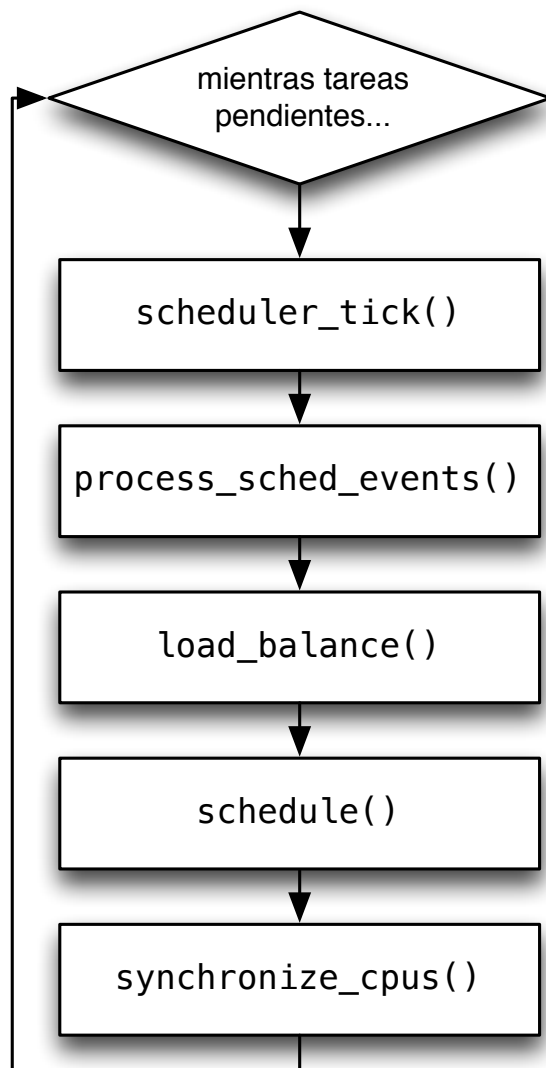 mientras tareas
pendientes...
scheduler_tick()
process_sched_events()
load_balance()
schedule()
synchronize_cpus()